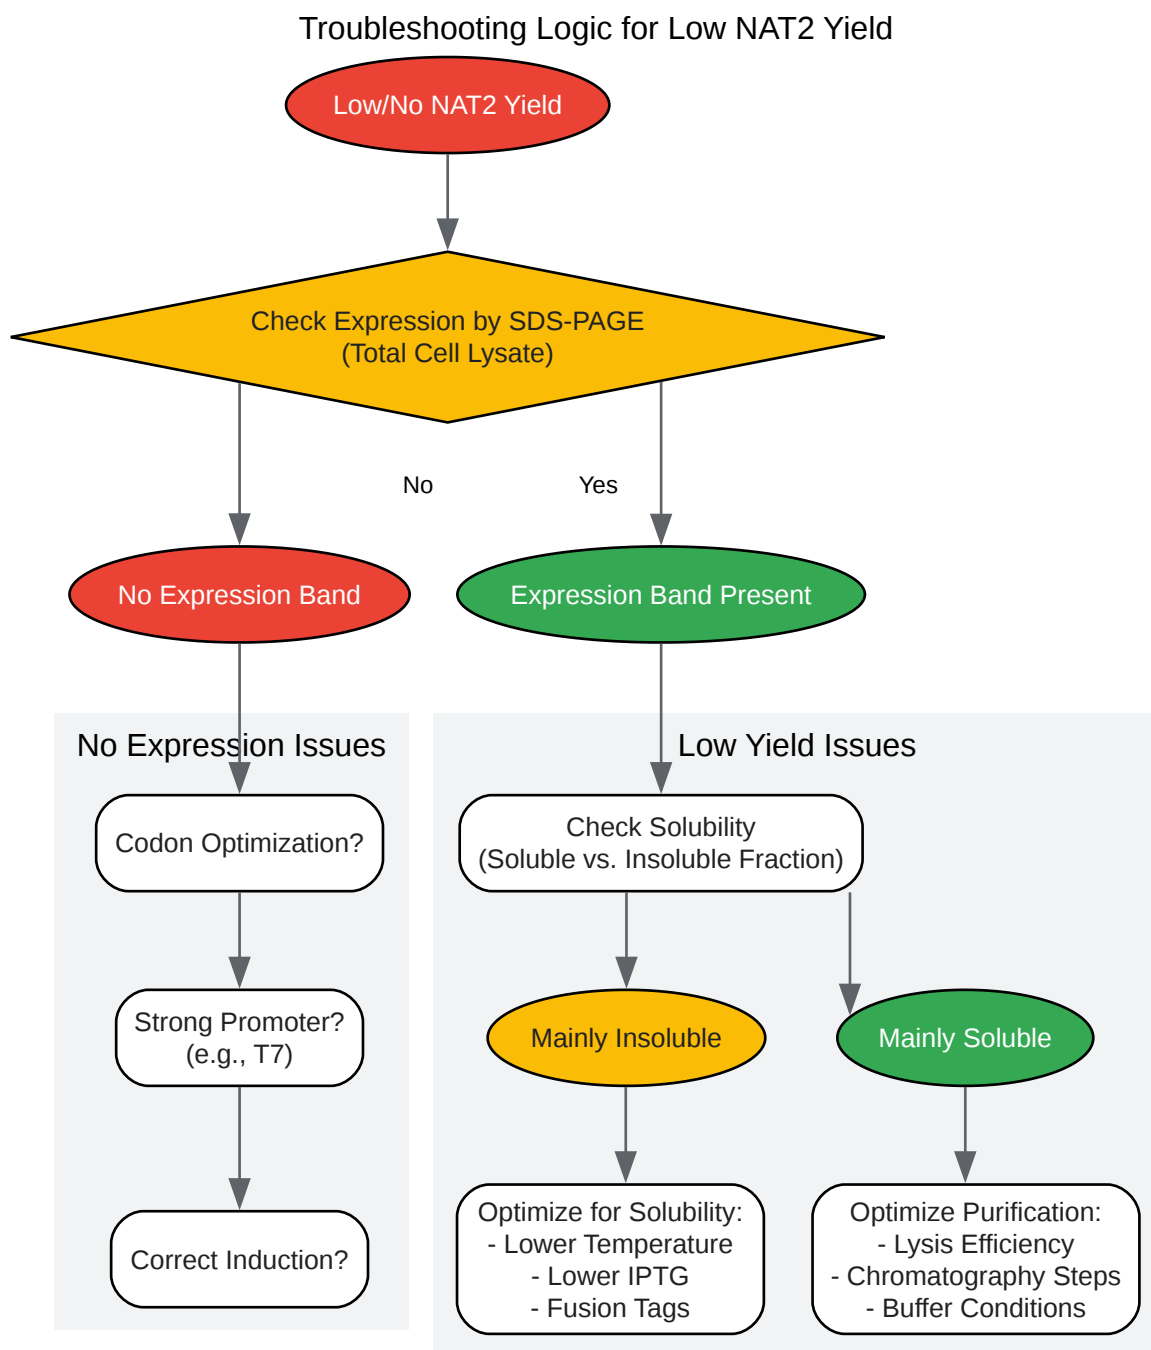 Troubleshooting Logic for Low NAT2 Yield
Low/No NAT2 Yield
Check Expression by SDS-PAGE
(Total Cell Lysate)
No
Yes
No Expression Band
Expression Band Present
No Expression Issues
Codon Optimization?
Strong Promoter?
(e.g., T7)
Correct Induction?
Low Yield Issues
Check Solubility
(Soluble vs. Insoluble Fraction)
Mainly Insoluble
Mainly Soluble
Optimize for Solubility:
- Lower Temperature
- Lower IPTG
- Fusion Tags
Optimize Purification:
- Lysis Efficiency
- Chromatography Steps
- Buffer Conditions